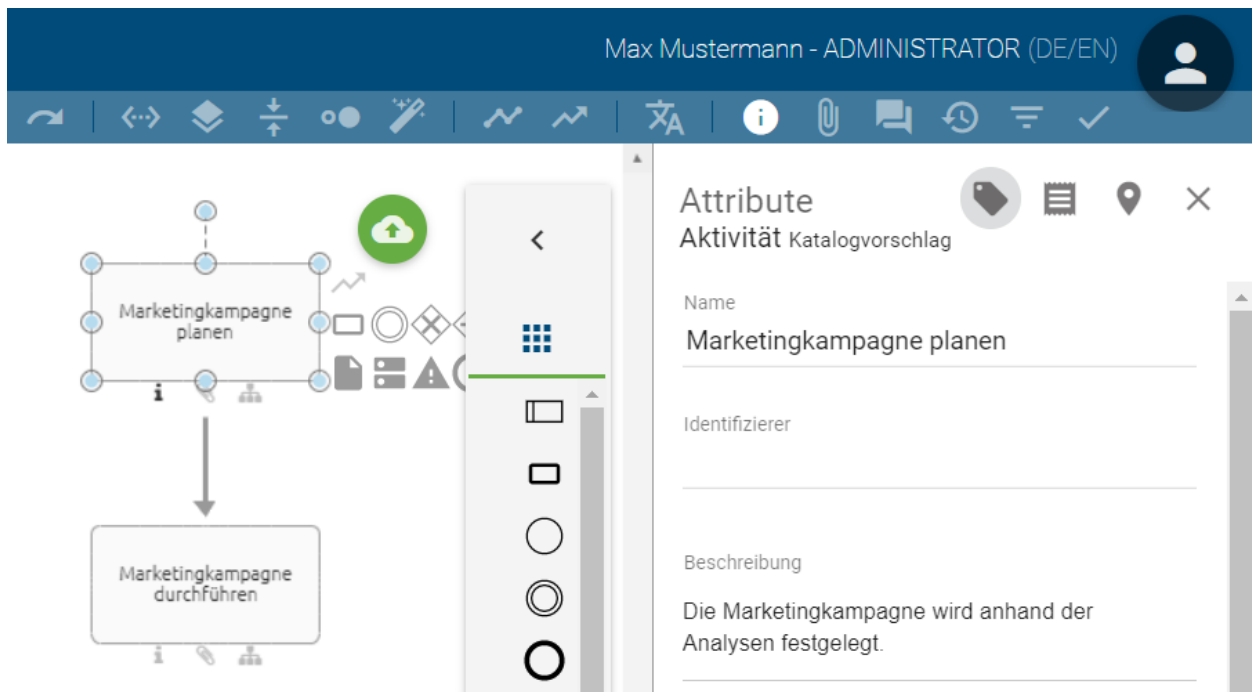 Max Mustermann - ADMINISTRATOR (DE/EN)
Marketingkampagne
planen
Marketingkampagne
durchführen
Attribute
Aktivität Katalogvorschlag
Name
Marketingkampagne planen
Identifizierer
Beschreibung
Die Marketingkampagne wird anhand der
Analysen festgelegt.